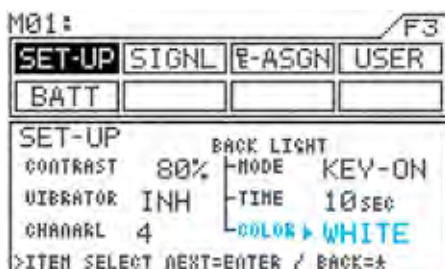 M01: F3
SET-UP SIGNL E-ASGN USER
BATT
SET-UP BACK LIGHT
CONTRAST 80% MODE KEY-ON
VIBRATOR INH TIME 10SEC
CHANARL 4 COLOR▶ WHITE
>ITEM SELECT NEXT=ENTER / BACK=